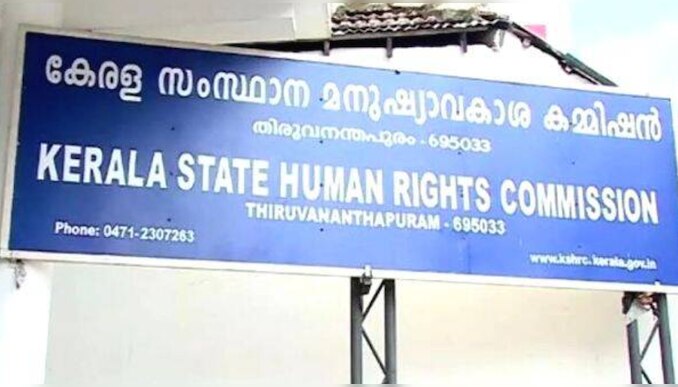 കേരള സംസ്ഥാന മനുഷ്യാവകാശ കമ്മിഷൻ
തിരുവനന്തപുരം - 695033
KERALA STATE HUMAN RIGHTS COMMISSION
THIRUVANANTHAPURAM - 695033
Phone: 0471-2307263
www.kshrc.kerala.gov.in